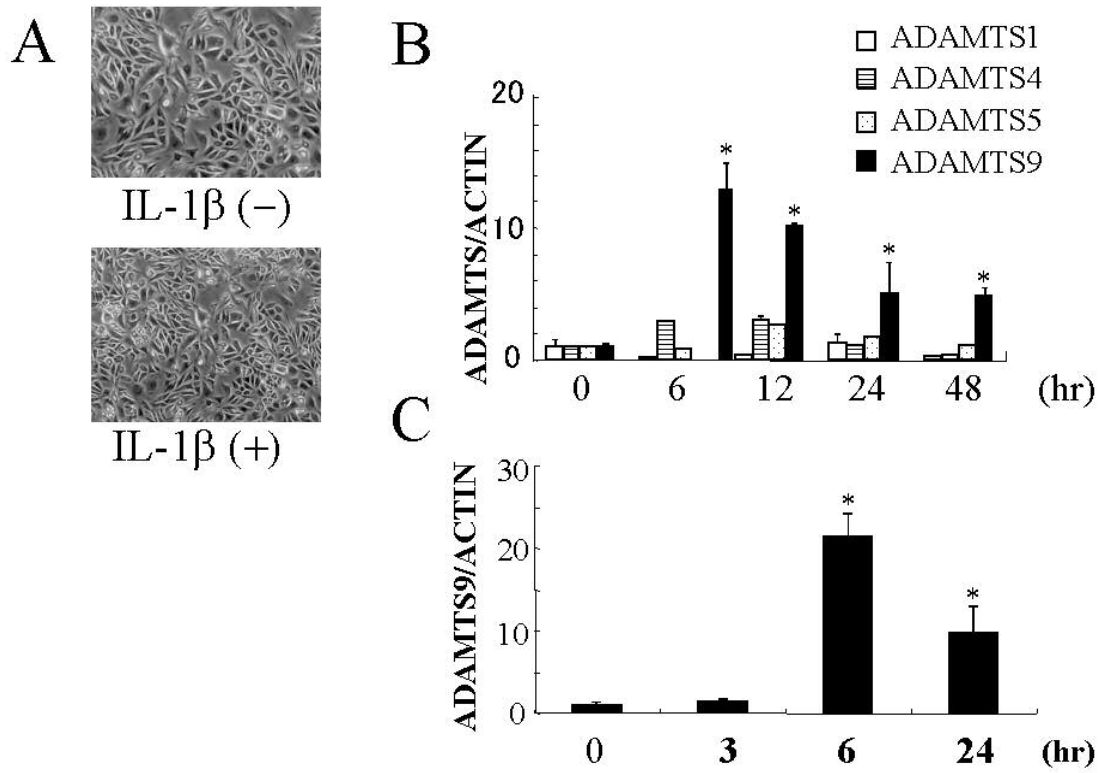 A
IL-1β (−)
IL-1β (+)
B
ADAMTS1
ADAMTS4
ADAMTS5
ADAMTS9
ADAMTS/ACTIN
20
10
0
* * * *
0 6 12 24 48 (hr)
C
ADAMTS9/ACTIN
30
20
10
0
* *
0 3 6 24 (hr)